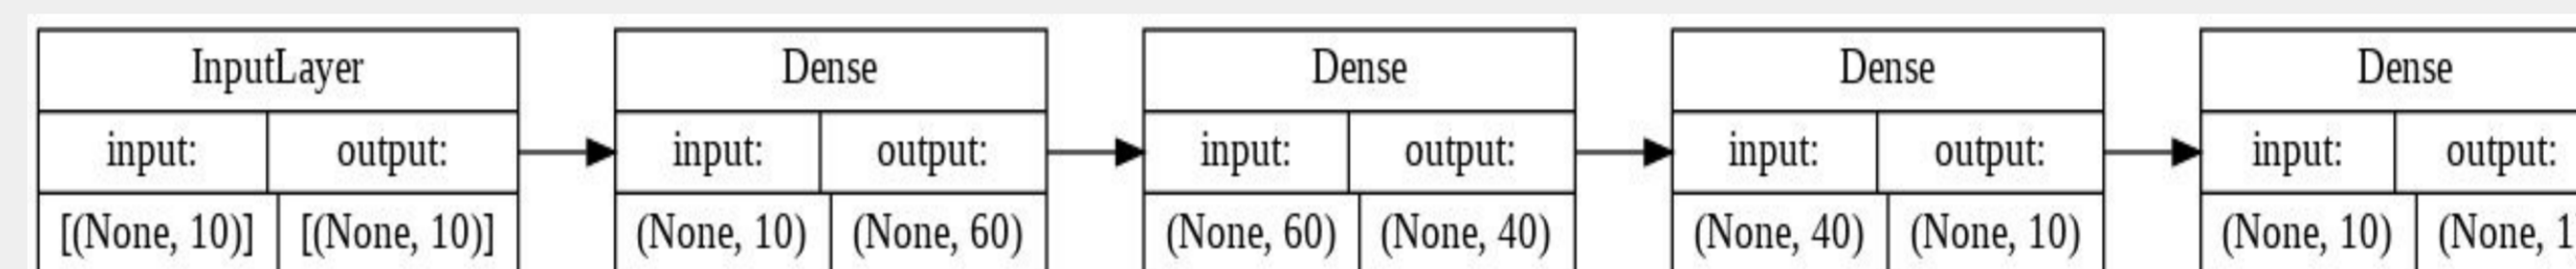 InputLayer
input: output:
[(None, 10)] [(None, 10)]
Dense
input: output:
(None, 10) (None, 60)
Dense
input: output:
(None, 60) (None, 40)
Dense
input: output:
(None, 40) (None, 10)
Dense
input: output:
(None, 10) (None,